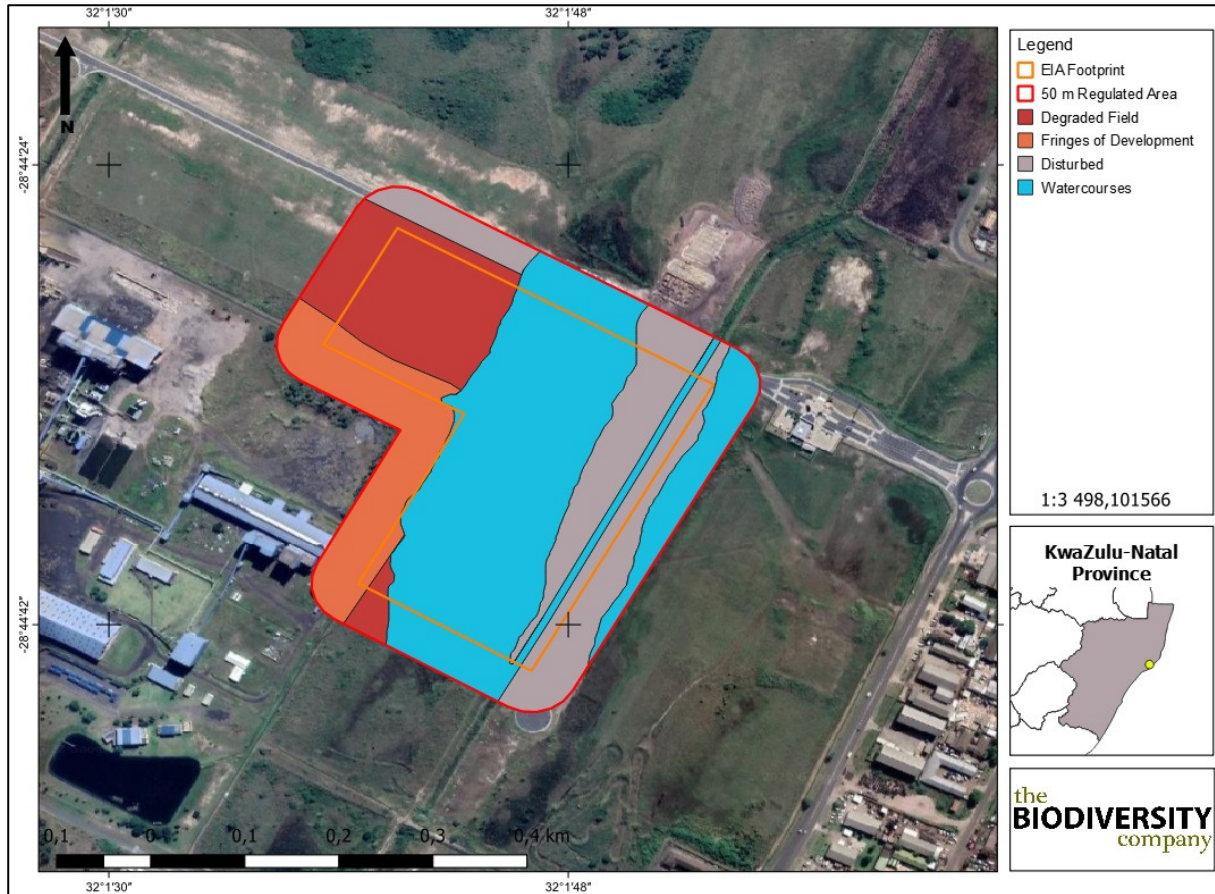 32°1'30" 32°1'48"
-28°44'24"
-28°44'42"
N
0,1 0 0,1 0,2 0,3 0,4 km
32°1'30" 32°1'48"
Legend
EIA Footprint
50 m Regulated Area
Degraded Field
Fringes of Development
Disturbed
Watercourses
1:3 498,101566
KwaZulu-Natal
Province
the
BIODIVERSITY
company